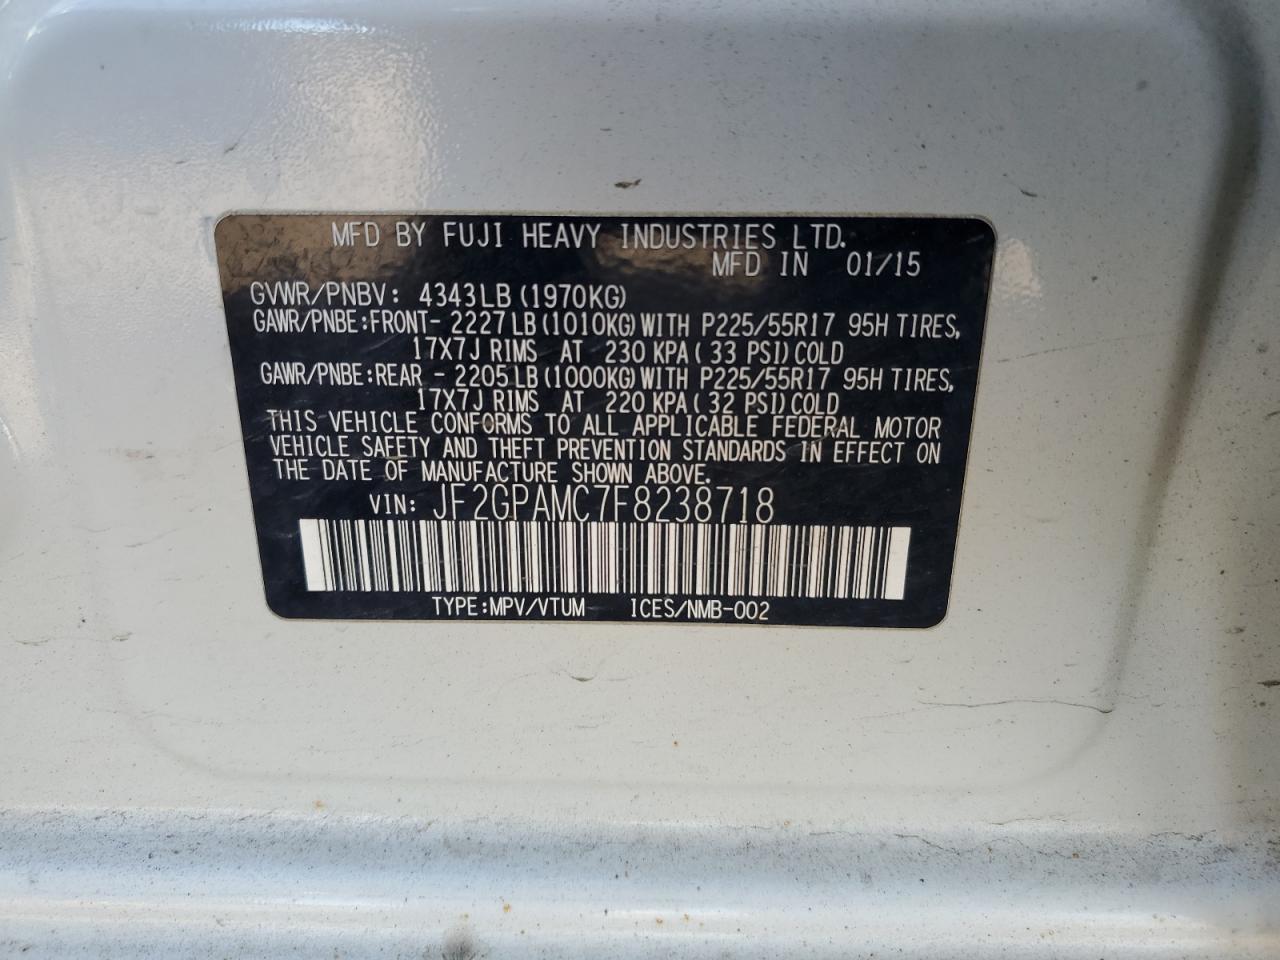 MFD BY FUJI HEAVY INDUSTRIES LTD.
MFD IN 01/15
GVWR/PNBV: 4343LB(1970KG)
GAWR/PNBE:FRONT- 2227LB(1010KG)WITH P225/55R17 95H TIRES,
17X7J RIMS AT 230 KPA(33 PSI)COLD
GAWR/PNBE:REAR - 2205LB(1000KG)WITH P225/55R17 95H TIRES,
17X7J RIMS AT 220 KPA(32 PSI)COLD
THIS VEHICLE CONFORMS TO ALL APPLICABLE FEDERAL MOTOR
VEHICLE SAFETY AND THEFT PREVENTION STANDARDS IN EFFECT ON
THE DATE OF MANUFACTURE SHOWN ABOVE.
VIN: JF2GPAMC7F8238718
TYPE:MPV/VTUM ICES/NMB-002